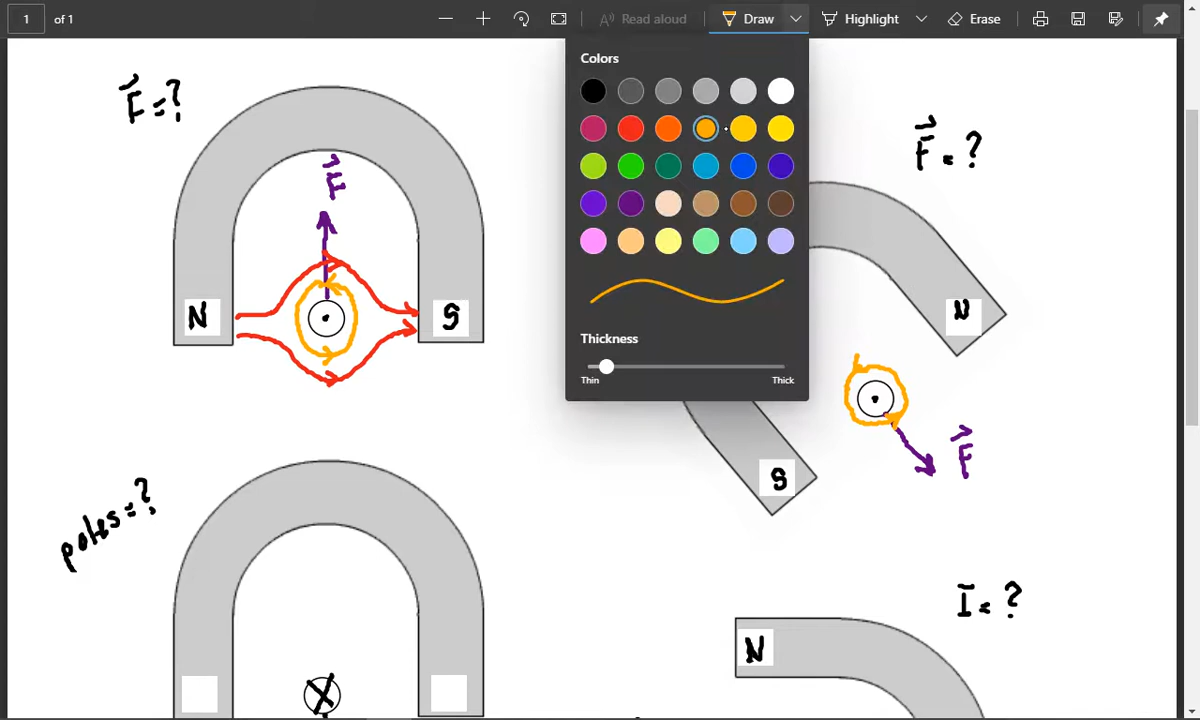 1 of 1
Read aloud
Draw
Highlight
Erase
Colors
Thickness
Thin
Thick
F=?
F
N
S
F=?
N
S
F
poles=?
I=?
N